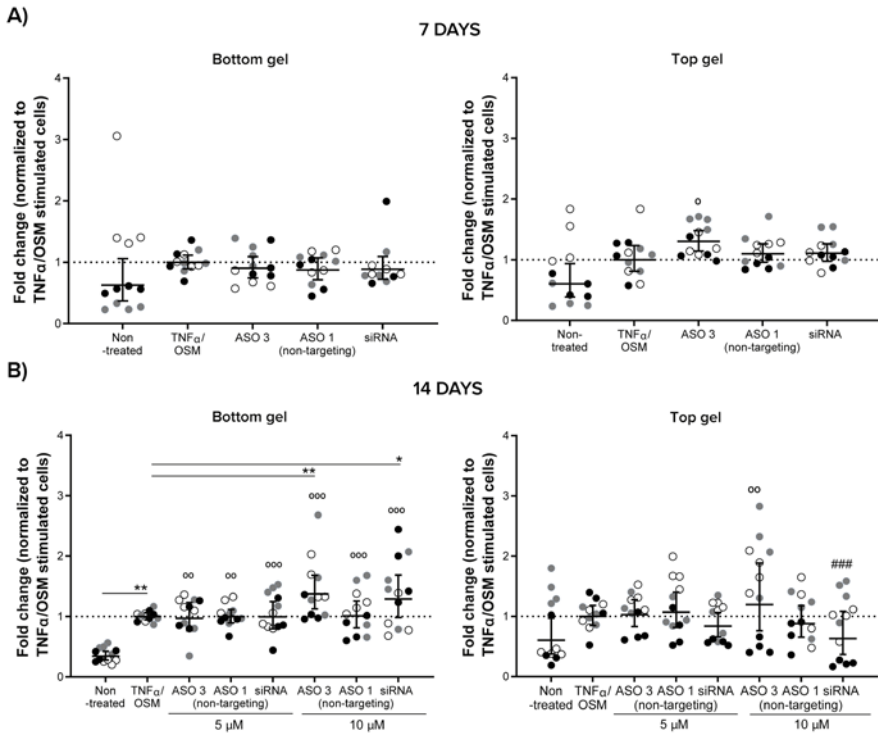 A)
7 DAYS
Bottom gel
Fold change (normalized to
TNFα/OSM stimulated cells)
4
3
2
1
0
Non
-treated
TNFα/
OSM
ASO 3
ASO 1
(non-targeting)
siRNA
Top gel
Fold change (normalized to
TNFα/OSM stimulated cells)
4
3
2
1
0
o
Non-
treated
TNFα/
OSM
ASO 3
ASO 1
(non-targeting)
siRNA
B)
14 DAYS
Bottom gel
Fold change (normalized to
TNFα/OSM stimulated cells)
4
3
2
1
0
*
**
**
oo
oo
ooo
ooo
ooo
ooo
Non
-treated
TNFα/
OSM
ASO 3
ASO 1
siRNA
(non-targeting)
5 µM
ASO 3
ASO 1
siRNA
(non-targeting)
10 µM
Top gel
Fold change (normalized to
TNFα/OSM stimulated cells)
4
3
2
1
0
oo
###
Non
-treated
TNFα/
OSM
ASO 3
ASO 1
siRNA
(non-targeting)
5 µM
ASO 3
ASO 1
siRNA
(non-targeting)
10 µM